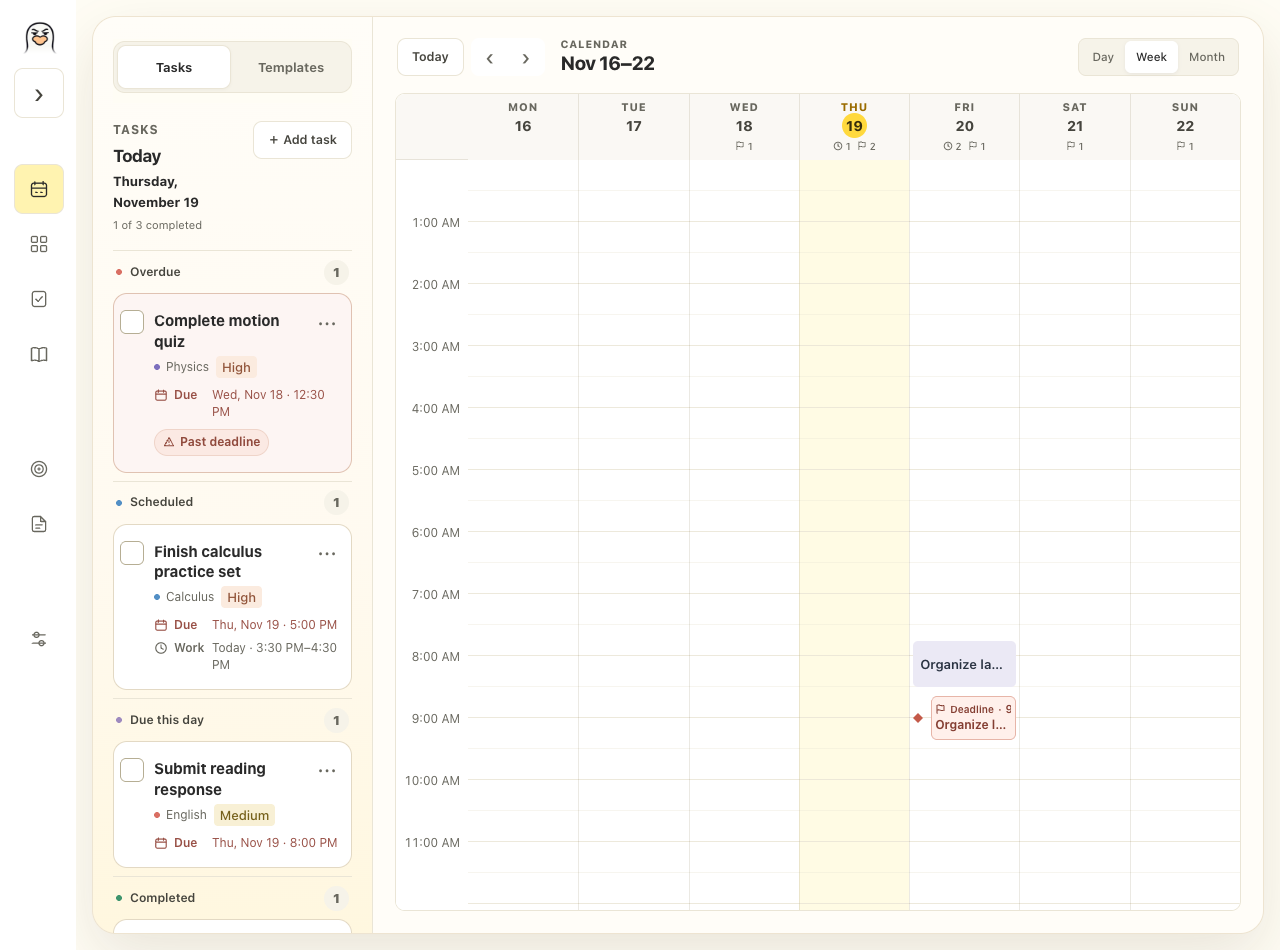 Tasks
Templates
TASKS
+ Add task
Today
Thursday,
November 19
1 of 3 completed
Overdue
1
Complete motion
quiz
Physics
High
Due
Wed, Nov 18 · 12:30
PM
Past deadline
Scheduled
1
Finish calculus
practice set
Calculus
High
Due
Thu, Nov 19 · 5:00 PM
Work
Today · 3:30 PM–4:30
PM
Due this day
1
Submit reading
response
English
Medium
Due
Thu, Nov 19 · 8:00 PM
Completed
1
Today
CALENDAR
Nov 16–22
Day
Week
Month
MON
16
TUE
17
WED
18
1
THU
19
1
2
FRI
20
2
1
SAT
21
1
SUN
22
1
1:00 AM
2:00 AM
3:00 AM
4:00 AM
5:00 AM
6:00 AM
7:00 AM
8:00 AM
9:00 AM
10:00 AM
11:00 AM
Organize la...
Deadline · 9
Organize l...